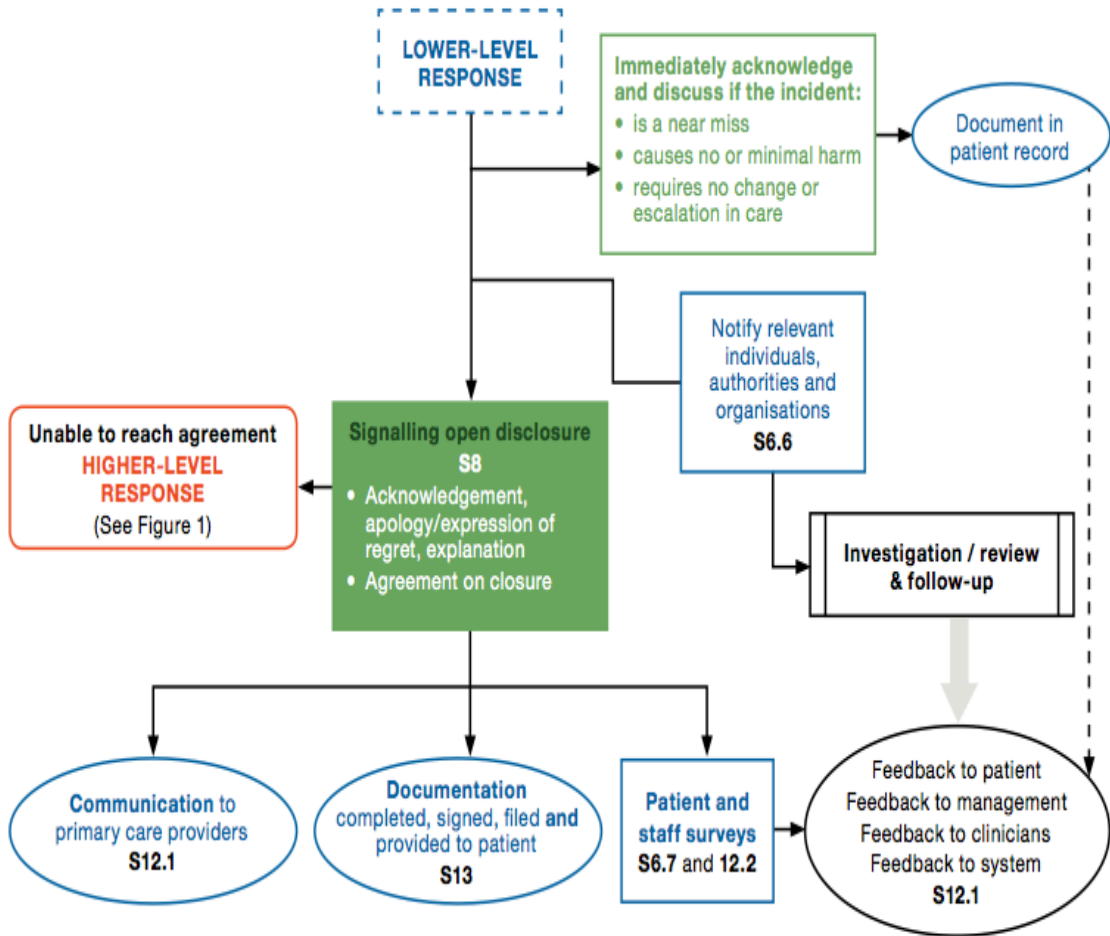 LOWER-LEVEL
RESPONSE
Immediately acknowledge
and discuss if the incident:
• is a near miss
• causes no or minimal harm
• requires no change or
escalation in care
Document in
patient record
Notify relevant
individuals,
authorities and
organisations
S6.6
Unable to reach agreement
HIGHER-LEVEL
RESPONSE
(See Figure 1)
Signalling open disclosure
S8
• Acknowledgement,
apology/expression of
regret, explanation
• Agreement on closure
Investigation / review
& follow-up
Communication to
primary care providers
S12.1
Documentation
completed, signed, filed and
provided to patient
S13
Patient and
staff surveys
S6.7 and 12.2
Feedback to patient
Feedback to management
Feedback to clinicians
Feedback to system
S12.1